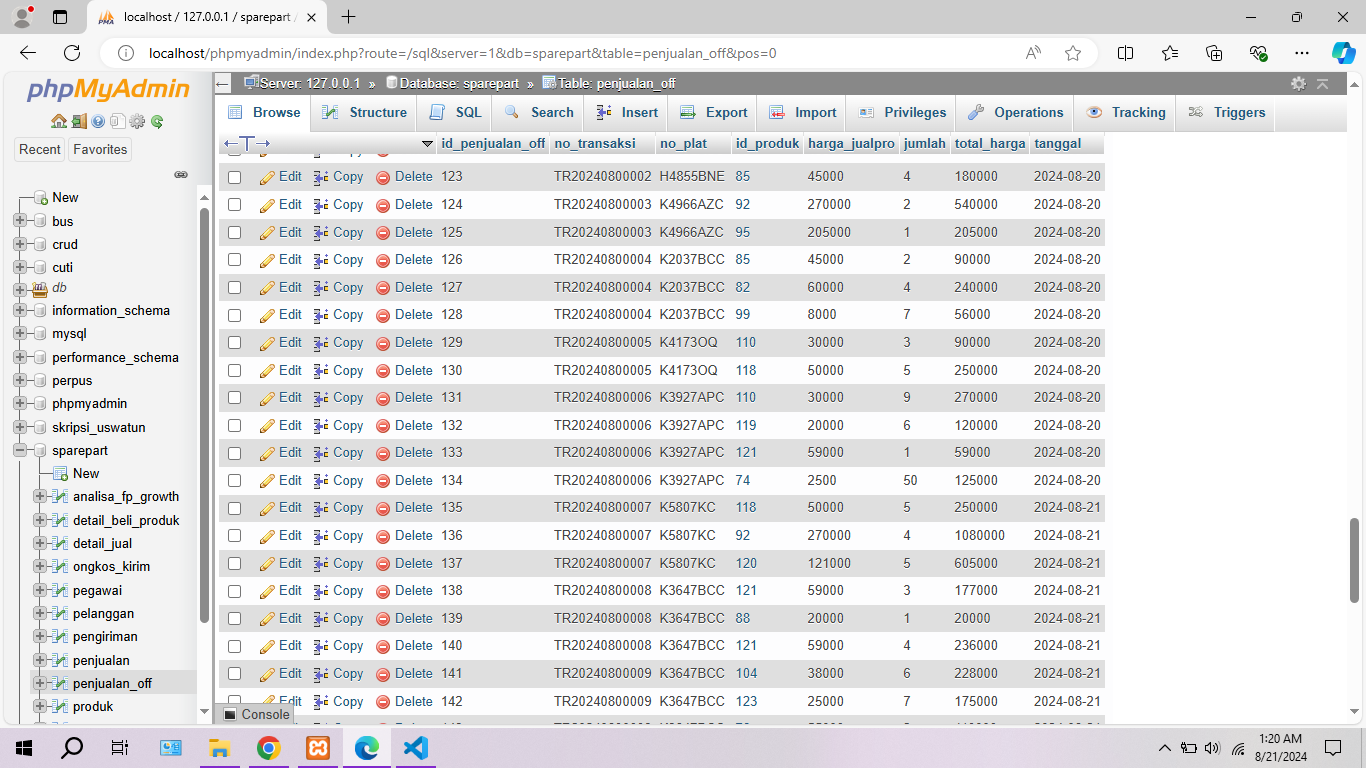 localhost / 127.0.0.1 / sparepart /
localhost/phpmyadmin/index.php?route=/sql&server=1&db=sparepart&table=penjualan_off&pos=0
phpMyAdmin
Recent Favorites
New
bus
crud
cuti
db
information_schema
mysql
performance_schema
perpus
phpmyadmin
skripsi_uswatun
sparepart
New
analisa_fp_growth
detail_beli_produk
detail_jual
ongkos_kirim
pegawai
pelanggan
pengiriman
penjualan
penjualan_off
produk
Server: 127.0.0.1 » Database: sparepart » Table: penjualan_off
Browse Structure SQL Search Insert Export Import Privileges Operations Tracking Triggers
id_penjualan_off no_transaksi no_plat id_produk harga_jualpro jumlah total_harga tanggal
Edit Copy Delete 123 TR20240800002 H4855BNE 85 45000 4 180000 2024-08-20
Edit Copy Delete 124 TR20240800003 K4966AZC 92 270000 2 540000 2024-08-20
Edit Copy Delete 125 TR20240800003 K4966AZC 95 205000 1 205000 2024-08-20
Edit Copy Delete 126 TR20240800004 K2037BCC 85 45000 2 90000 2024-08-20
Edit Copy Delete 127 TR20240800004 K2037BCC 82 60000 4 240000 2024-08-20
Edit Copy Delete 128 TR20240800004 K2037BCC 99 8000 7 56000 2024-08-20
Edit Copy Delete 129 TR20240800005 K4173OQ 110 30000 3 90000 2024-08-20
Edit Copy Delete 130 TR20240800005 K4173OQ 118 50000 5 250000 2024-08-20
Edit Copy Delete 131 TR20240800006 K3927APC 110 30000 9 270000 2024-08-20
Edit Copy Delete 132 TR20240800006 K3927APC 119 20000 6 120000 2024-08-20
Edit Copy Delete 133 TR20240800006 K3927APC 121 59000 1 59000 2024-08-20
Edit Copy Delete 134 TR20240800006 K3927APC 74 2500 50 125000 2024-08-20
Edit Copy Delete 135 TR20240800007 K5807KC 118 50000 5 250000 2024-08-21
Edit Copy Delete 136 TR20240800007 K5807KC 92 270000 4 1080000 2024-08-21
Edit Copy Delete 137 TR20240800007 K5807KC 120 121000 5 605000 2024-08-21
Edit Copy Delete 138 TR20240800008 K3647BCC 121 59000 3 177000 2024-08-21
Edit Copy Delete 139 TR20240800008 K3647BCC 88 20000 1 20000 2024-08-21
Edit Copy Delete 140 TR20240800008 K3647BCC 121 59000 4 236000 2024-08-21
Edit Copy Delete 141 TR20240800009 K3647BCC 104 38000 6 228000 2024-08-21
Edit Copy Delete 142 TR20240800009 K3647BCC 123 25000 7 175000 2024-08-21
Console
1:20 AM
8/21/2024